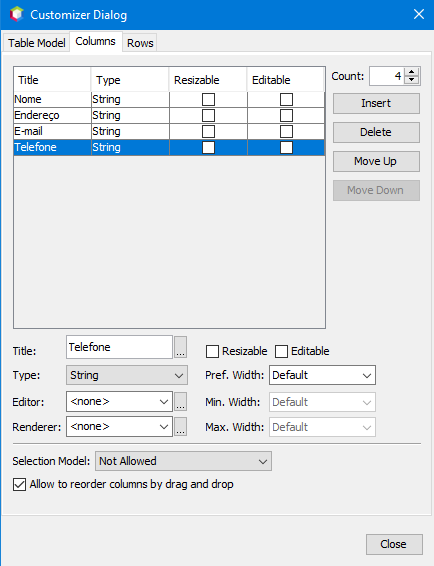 Customizer Dialog
Table Model Columns Rows
Title Type Resizable Editable
Count: 4
Nome String
Endereço String
E-mail String
Telefone String
Insert
Delete
Move Up
Move Down
Title: Telefone ... Resizable Editable
Type: String Pref. Width: Default
Editor: <none> ... Min. Width: Default
Renderer: <none> ... Max. Width: Default
Selection Model: Not Allowed
Allow to reorder columns by drag and drop
Close